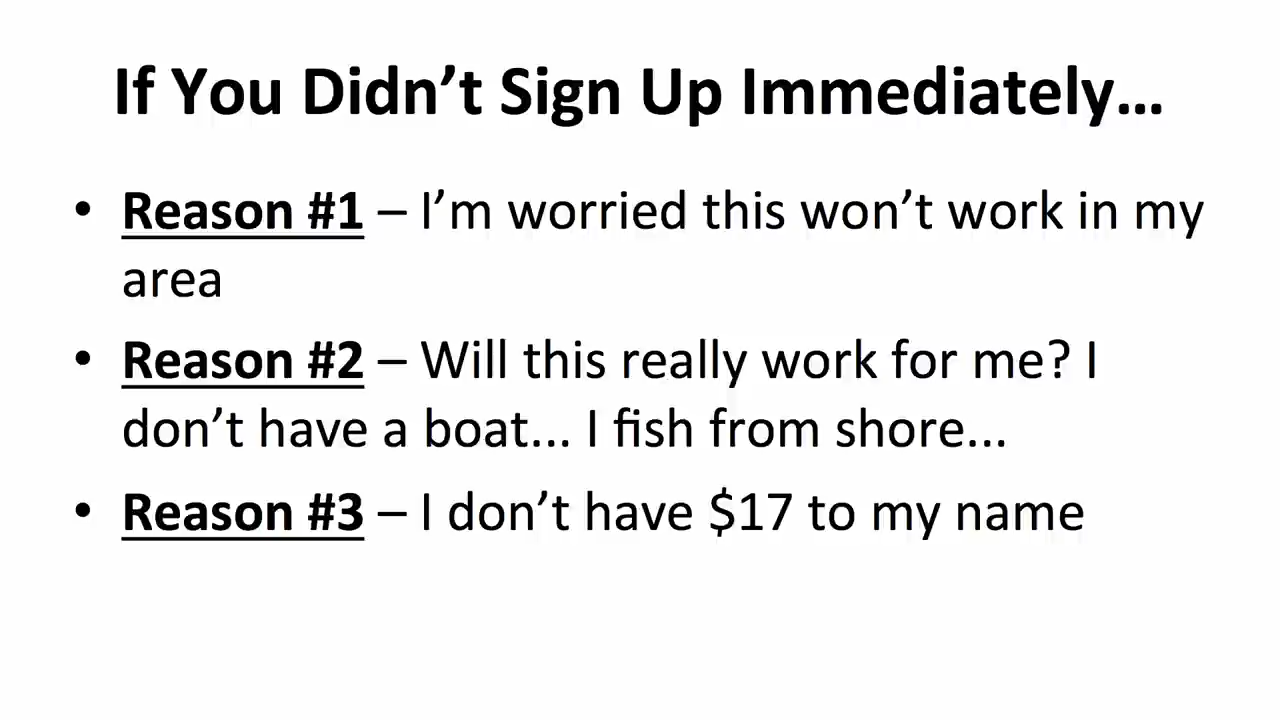 If You Didn’t Sign Up Immediately…
• Reason #1 – I’m worried this won’t work in my
area
• Reason #2 – Will this really work for me? I
don’t have a boat… I fish from shore…
• Reason #3 – I don’t have $17 to my name